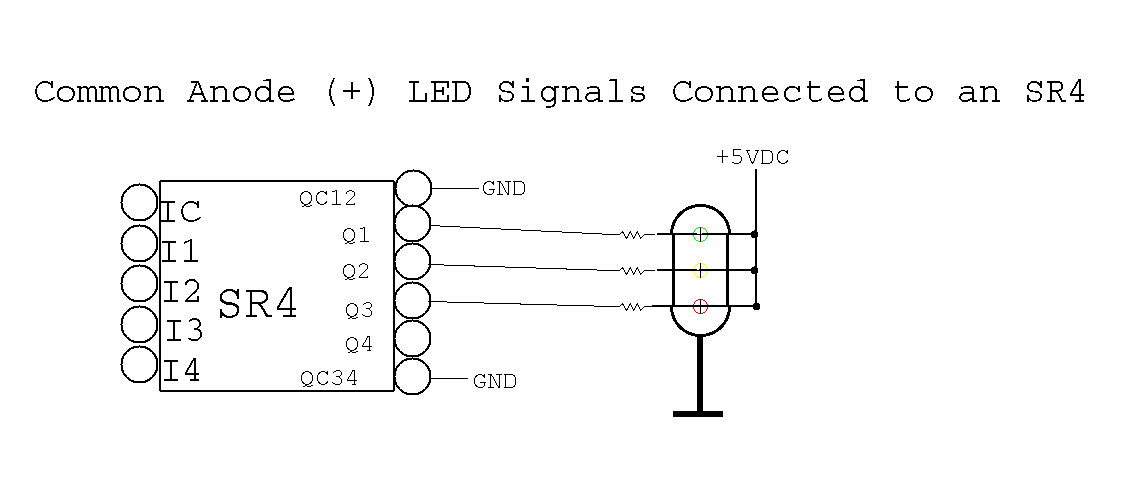 Common Anode (+) LED Signals Connected to an SR4
+5VDC
QC12
GND
IC
Q1
I1
Q2
I2
SR4
Q3
I3
Q4
I4
QC34
GND